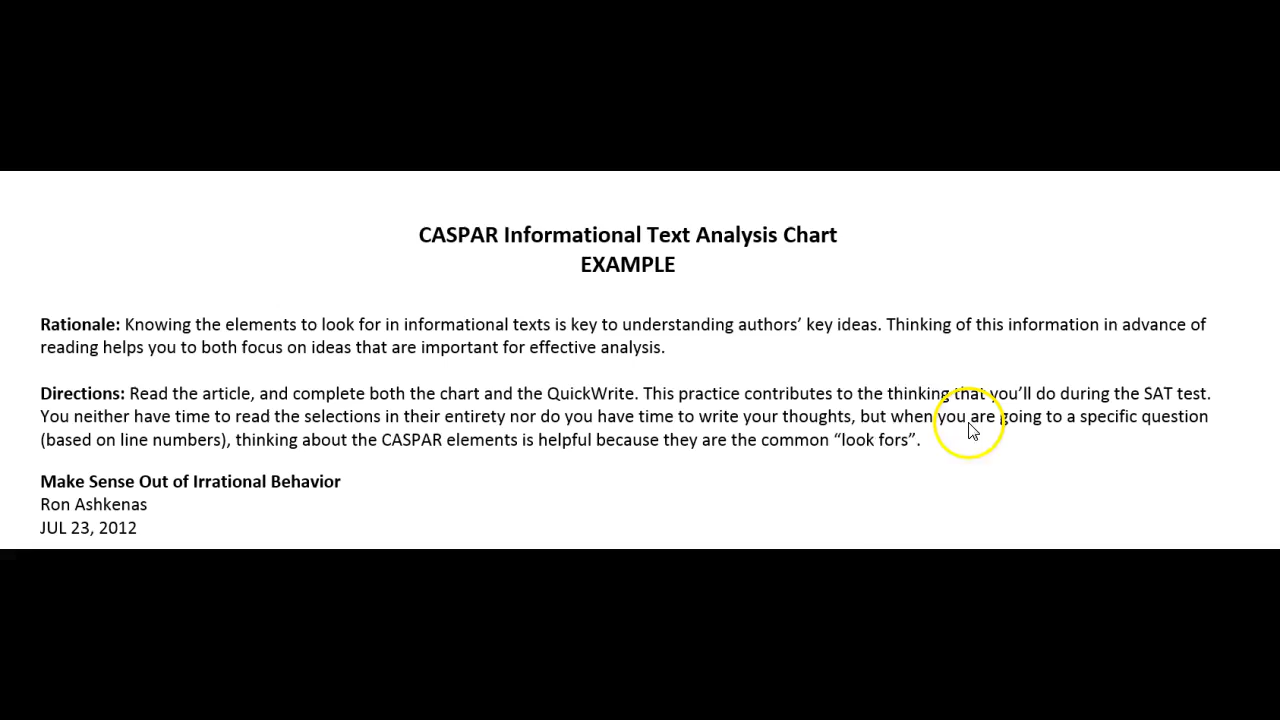 CASPAR Informational Text Analysis Chart
EXAMPLE
Rationale: Knowing the elements to look for in informational texts is key to understanding authors’ key ideas. Thinking of this information in advance of
reading helps you to both focus on ideas that are important for effective analysis.
Directions: Read the article, and complete both the chart and the QuickWrite. This practice contributes to the thinking that you’ll do during the SAT test.
You neither have time to read the selections in their entirety nor do you have time to write your thoughts, but when you are going to a specific question
(based on line numbers), thinking about the CASPAR elements is helpful because they are the common “look fors”.
Make Sense Out of Irrational Behavior
Ron Ashkenas
JUL 23, 2012